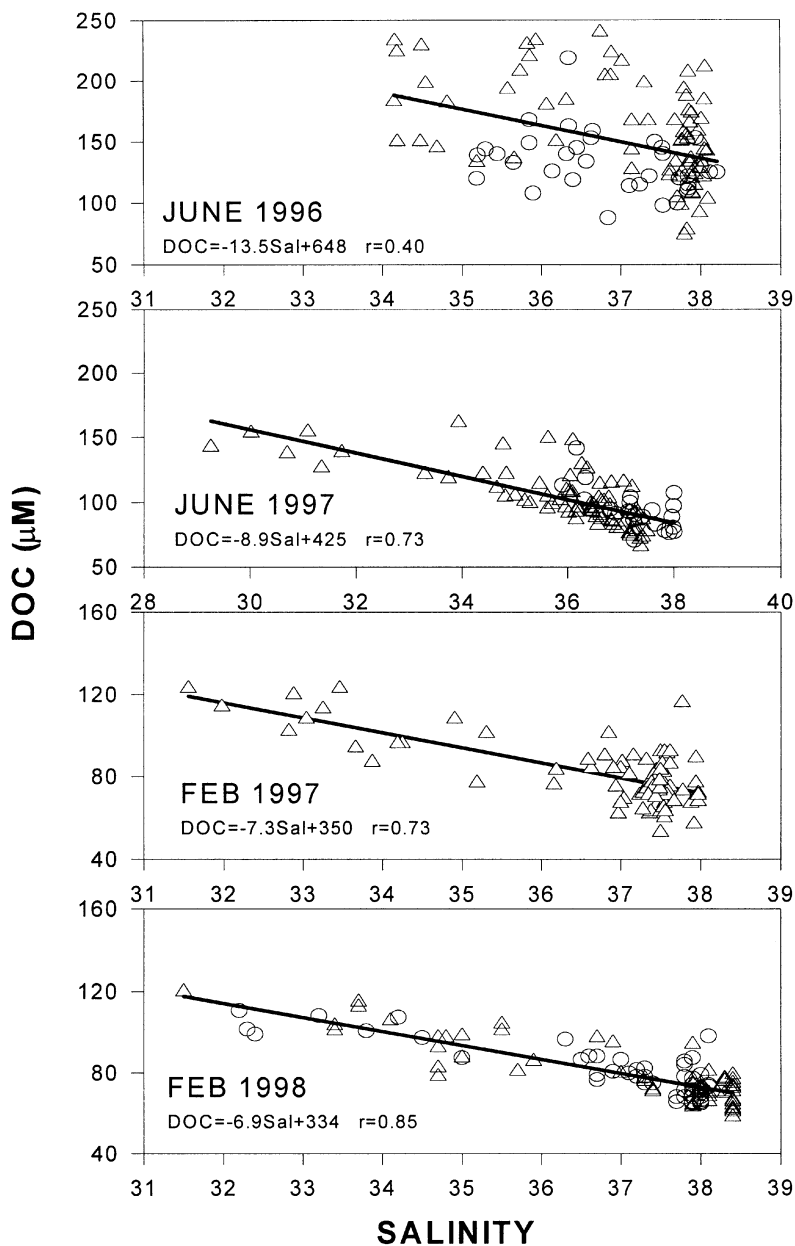 250
200
150
100
50
JUNE 1996
DOC=-13.5Sal+648 r=0.40
31 32 33 34 35 36 37 38 39
250
200
150
100
50
JUNE 1997
DOC=-8.9Sal+425 r=0.73
28 30 32 34 36 38 40
DOC (μM)
160
120
80
40
FEB 1997
DOC=-7.3Sal+350 r=0.73
31 32 33 34 35 36 37 38 39
160
120
80
40
FEB 1998
DOC=-6.9Sal+334 r=0.85
31 32 33 34 35 36 37 38 39
SALINITY